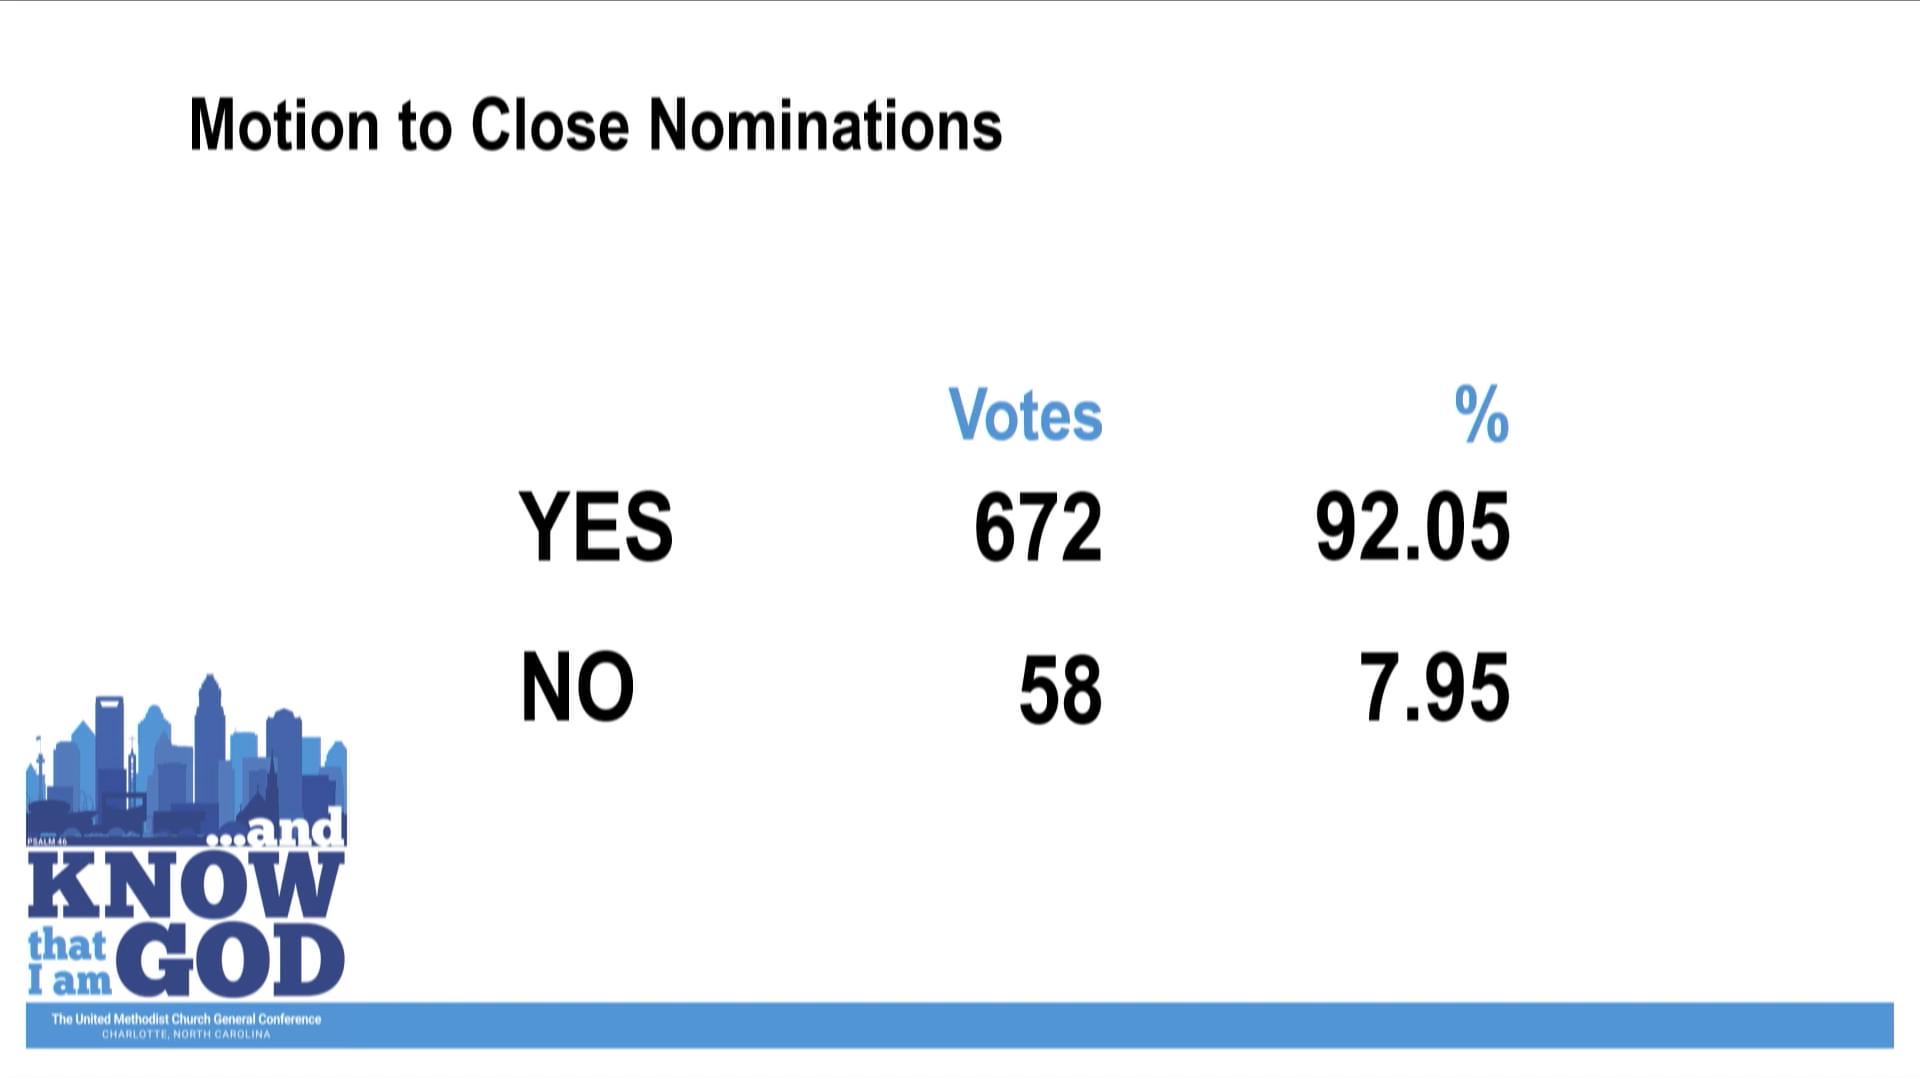 Motion to Close Nominations
Votes %
YES 672 92.05
NO 58 7.95
PSALM 46
...and
KNOW
that
I am GOD
The United Methodist Church General Conference
CHARLOTTE, NORTH CAROLINA